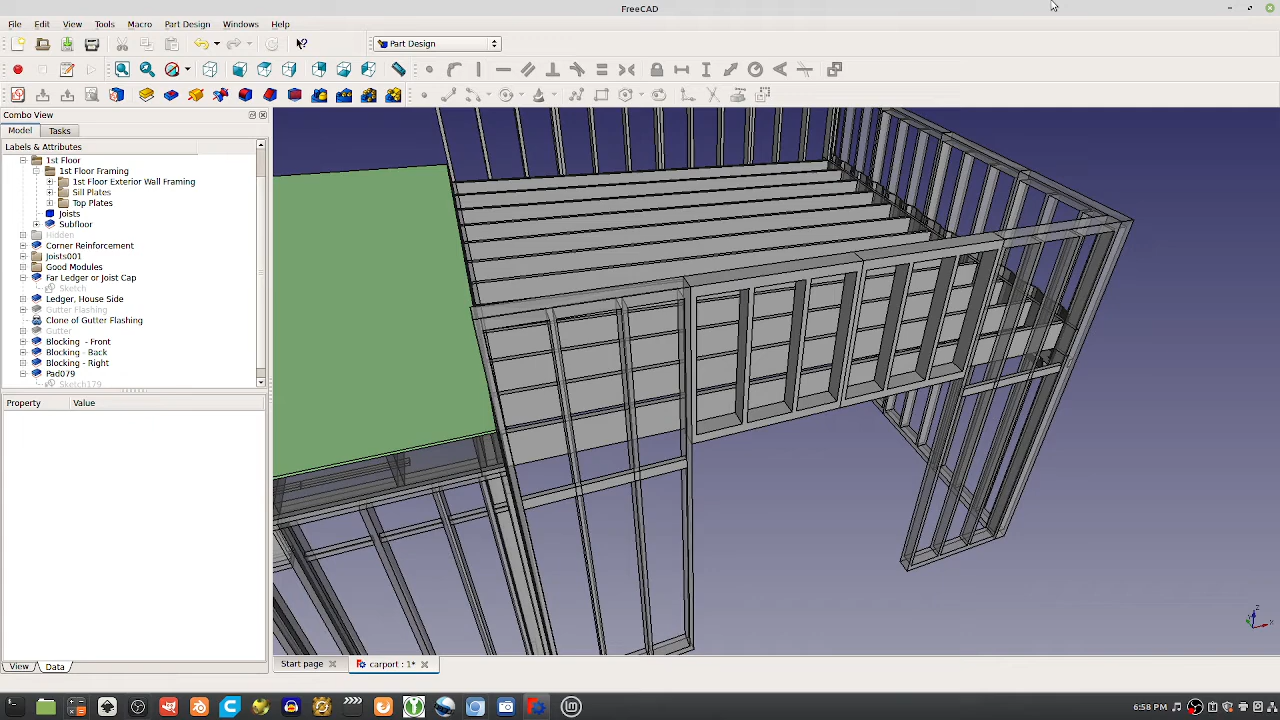 FreeCAD
File Edit View Tools Macro Part Design Windows Help
Part Design
Combo View
Model Tasks
Labels & Attributes
1st Floor
1st Floor Framing
1st Floor Exterior Wall Framing
Sill Plates
Top Plates
Joists
Subfloor
Hidden
Corner Reinforcement
Joists001
Good Modules
Far Ledger or Joist Cap
Sketch
Ledger, House Side
Gutter Flashing
Clone of Gutter Flashing
Gutter
Blocking  - Front
Blocking - Back
Blocking - Right
Pad079
Sketch179
Property Value
View Data
Start page carport : 1*
6:58 PM